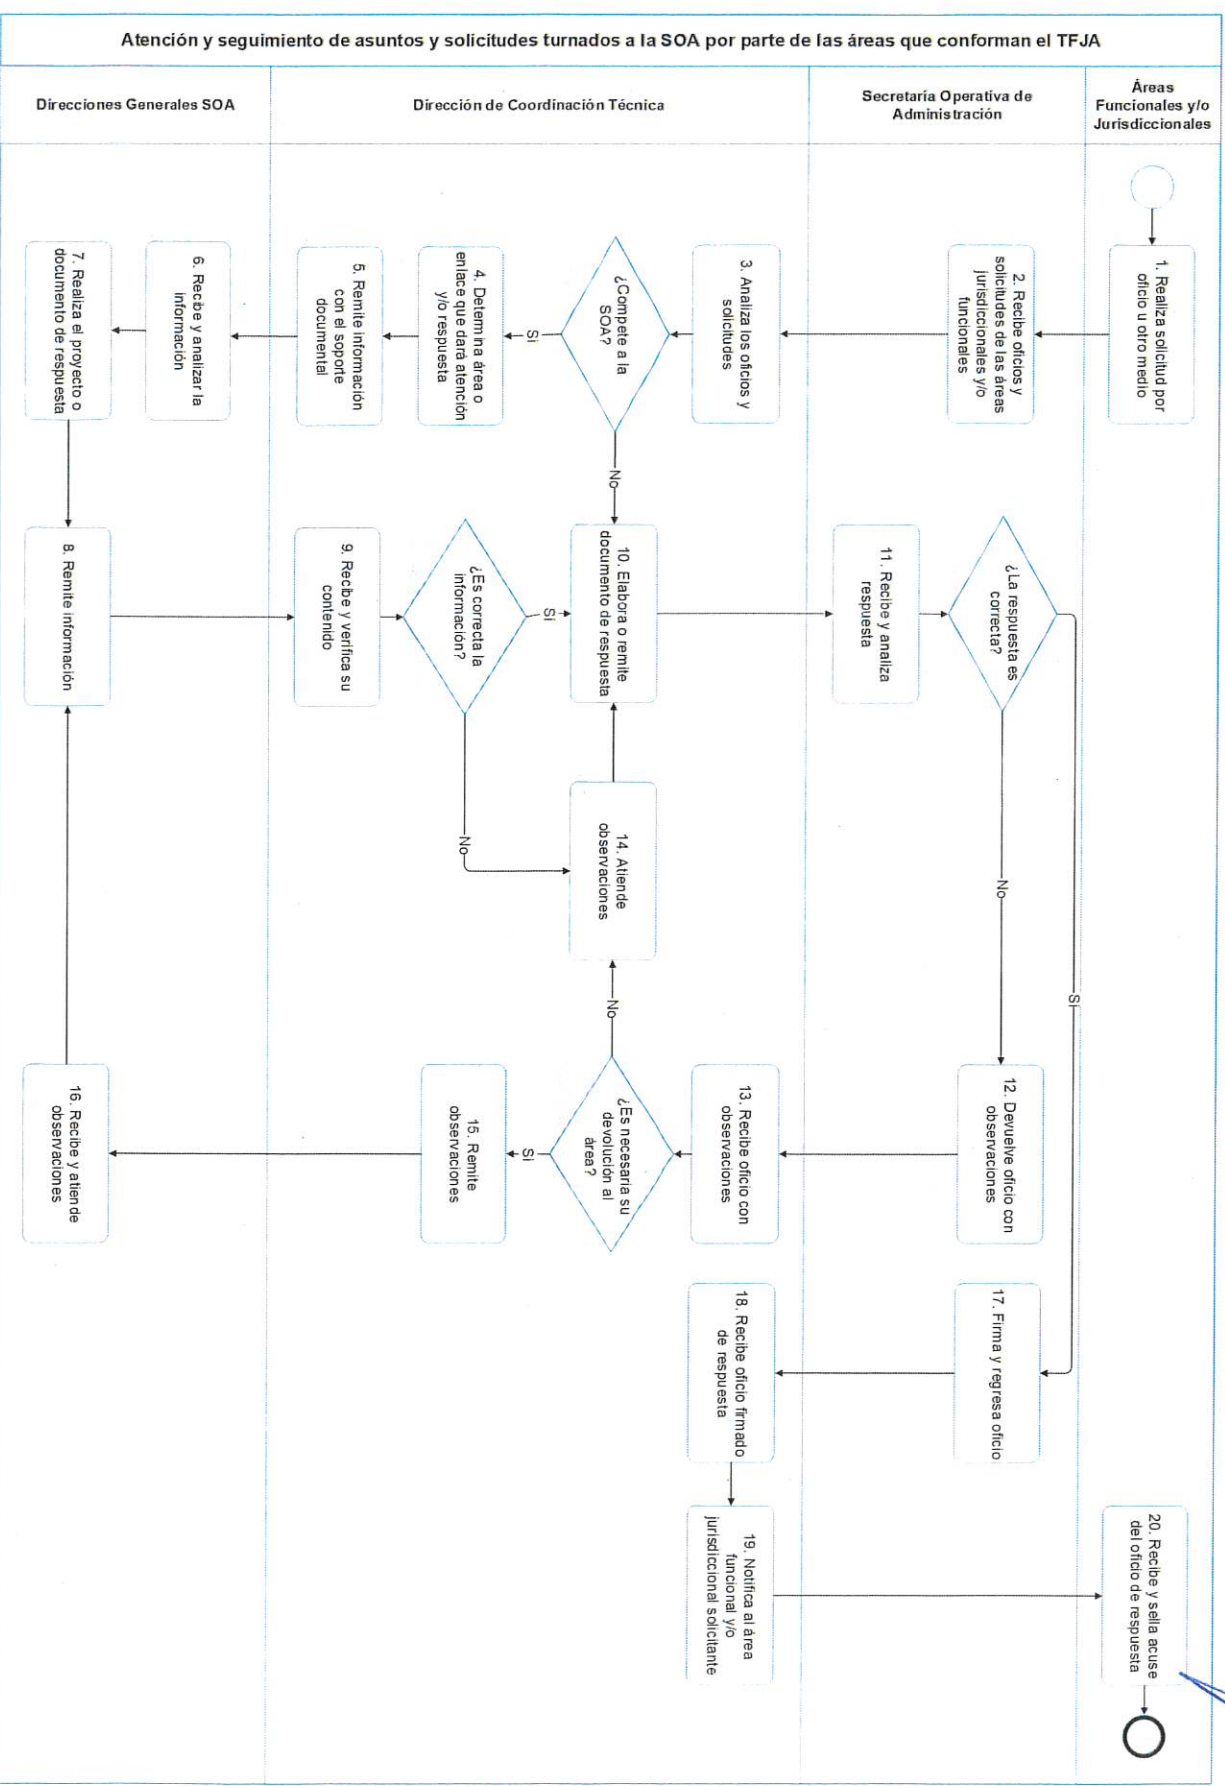 Atención y seguimiento de asuntos y solicitudes turnados a la SOA por parte de las áreas que conforman el TFJA
Direcciones Generales SOA
Dirección de Coordinación Técnica
Secretaría Operativa de
Administración
Áreas
Funcionales y/o
Jurisdiccionales
1. Realiza solicitud por
oficio u otro medio
2. Recibe oficios y
solicitudes de las áreas
jurisdiccionales y/o
funcionales
3. Analiza los oficios y
solicitudes
¿Compete a la
SOA?
Si
No
4. Determina área o
enlace que dará atención
y/o respuesta
5. Remite información
con el soporte
documental
6. Recibe y analizar la
información
7. Realiza el proyecto o
documento de respuesta
8. Remite información
9. Recibe y verifica su
contenido
¿Es correcta la
información?
Si
No
10. Elabora o remite
documento de respuesta
11. Recibe y analiza
respuesta
¿La respuesta es
correcta?
Si
No
12. Devuelve oficio con
observaciones
13. Recibe oficio con
observaciones
¿Es necesaria su
devolución al
área?
Si
No
14. Atiende
observaciones
15. Remite
observaciones
16. Recibe y atiende
observaciones
17. Firma y regresa oficio
18. Recibe oficio firmado
de respuesta
19. Notifica al área
funcional y/o
jurisdiccional solicitante
20. Recibe y sella acuse
del oficio de respuesta